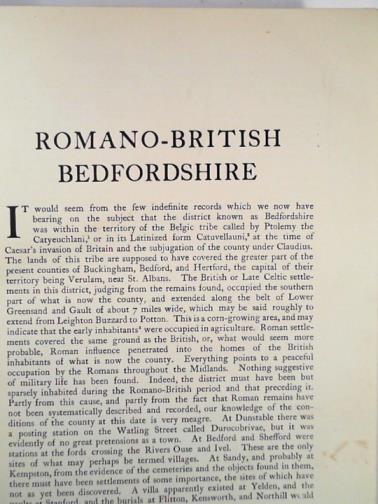 ROMANO-BRITISH
BEDFORDSHIRE
IT would seem from the few indefinite records which we now have
bearing on the subject that the district known as Bedfordshire
was within the territory of the Belgic tribe called by Ptolemy the
Catyeuchlani,¹ or in its Latinized form Catuvellauni,² at the time of
Caesar's invasion of Britain and the subjugation of the county under Claudius.
The lands of this tribe are supposed to have covered the greater part of the
present counties of Buckingham, Bedford, and Hertford, the capital of their
territory being Verulam, near St. Albans. The British or Late Celtic settle-
ments in this district, judging from the remains found, occupied the southern
part of what is now the county, and extended along the belt of Lower
Greensand and Gault of about 7 miles wide, which may be said roughly to
extend from Leighton Buzzard to Potton. This is a corn-growing area, and may
indicate that the early inhabitants were occupied in agriculture. Roman settle-
ments covered the same ground as the British, or, what would seem more
probable, Roman influence penetrated into the homes of the British
inhabitants of what is now the county. Everything points to a peaceful
occupation by the Romans throughout the Midlands. Nothing suggestive
of military life has been found. Indeed, the district must have been but
sparsely inhabited during the Romano-British period and that preceding it.
Partly from this cause, and partly from the fact that Roman remains have
not been systematically described and recorded, our knowledge of the con-
ditions of the county at this date is very meagre. At Dunstable there was
a posting station on the Watling Street called Durocobrivae, but it was
evidently of no great pretensions as a town. At Bedford and Shefford were
stations at the fords crossing the Rivers Ouse and Ivel. These are the only
sites of what may perhaps be termed villages. At Sandy, and probably at
Kempston, from the evidence of the cemeteries and the objects found in them,
there must have been settlements of some importance, the sites of which have
not as yet been discovered. A villa apparently existed at Yelden, and the
at Stanford, and the burials at Flitton, Kensworth, and Northill would